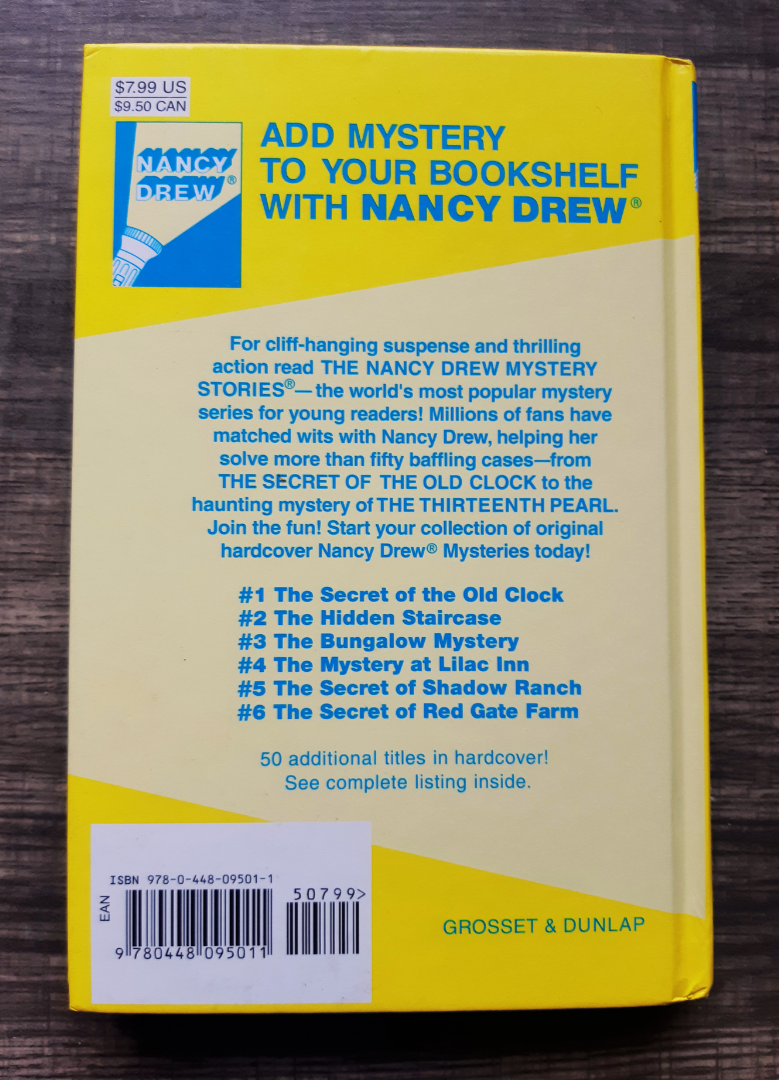 $7.99 US
$9.50 CAN
NANCY
DREW®
ADD MYSTERY
TO YOUR BOOKSHELF
WITH NANCY DREW®
For cliff-hanging suspense and thrilling
action read THE NANCY DREW MYSTERY
STORIES®—the world's most popular mystery
series for young readers! Millions of fans have
matched wits with Nancy Drew, helping her
solve more than fifty baffling cases—from
THE SECRET OF THE OLD CLOCK to the
haunting mystery of THE THIRTEENTH PEARL.
Join the fun! Start your collection of original
hardcover Nancy Drew® Mysteries today!
#1 The Secret of the Old Clock
#2 The Hidden Staircase
#3 The Bungalow Mystery
#4 The Mystery at Lilac Inn
#5 The Secret of Shadow Ranch
#6 The Secret of Red Gate Farm
50 additional titles in hardcover!
See complete listing inside.
ISBN 978-0-448-09501-1
50799>
EAN
9 780448 095011
GROSSET & DUNLAP